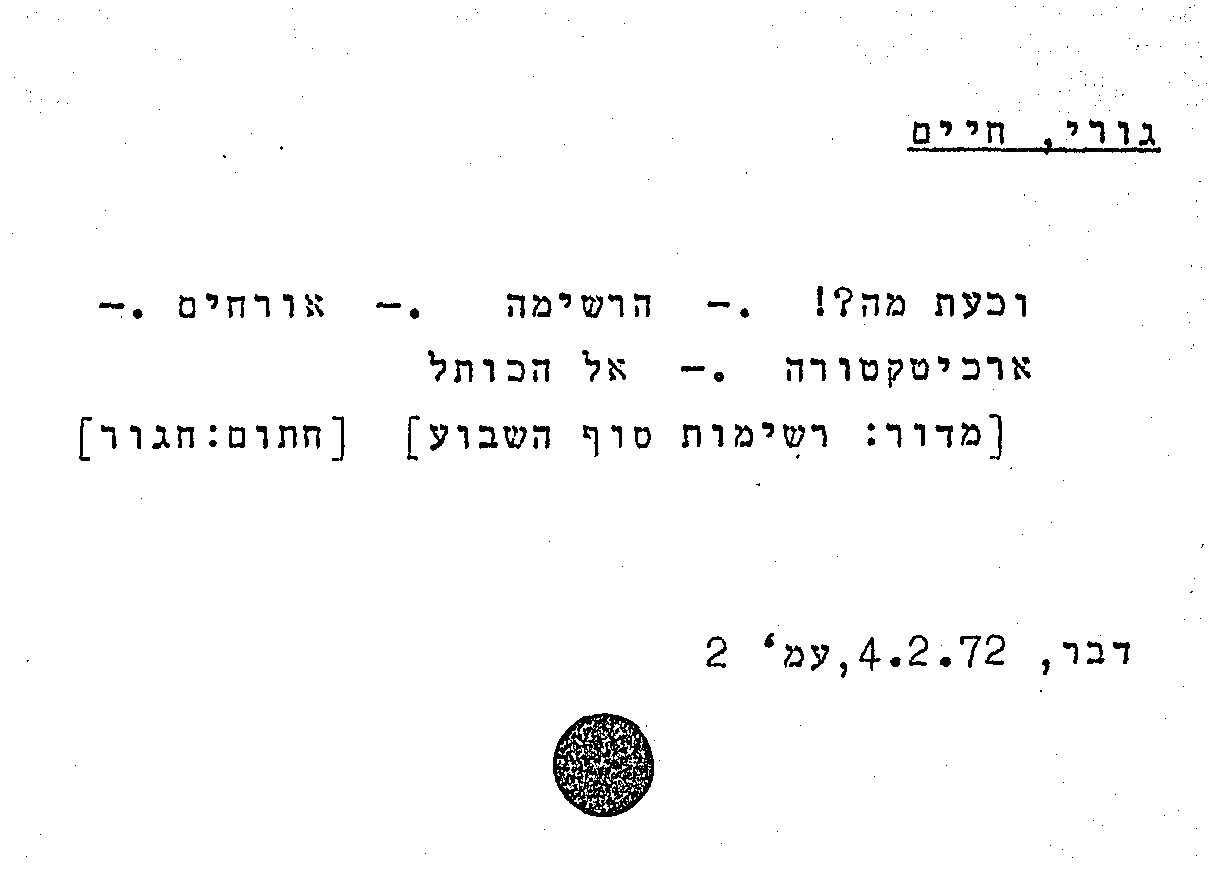 גורי, חיים
וכעת מה?! .– הרשימה .– אורחים .–
ארכיטקטורה .– אל הכותל
[מדור: רשימות סוף השבוע] [חתום:חגור]
דבר, 4.2.72,עמ' 2